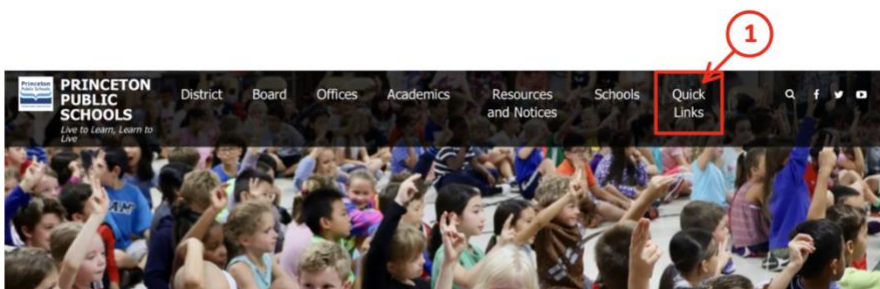 1
Princeton
Public Schools
PRINCETON
PUBLIC
SCHOOLS
Live to Learn, Learn to
Live
District
Board
Offices
Academics
Resources
and Notices
Schools
Quick
Links